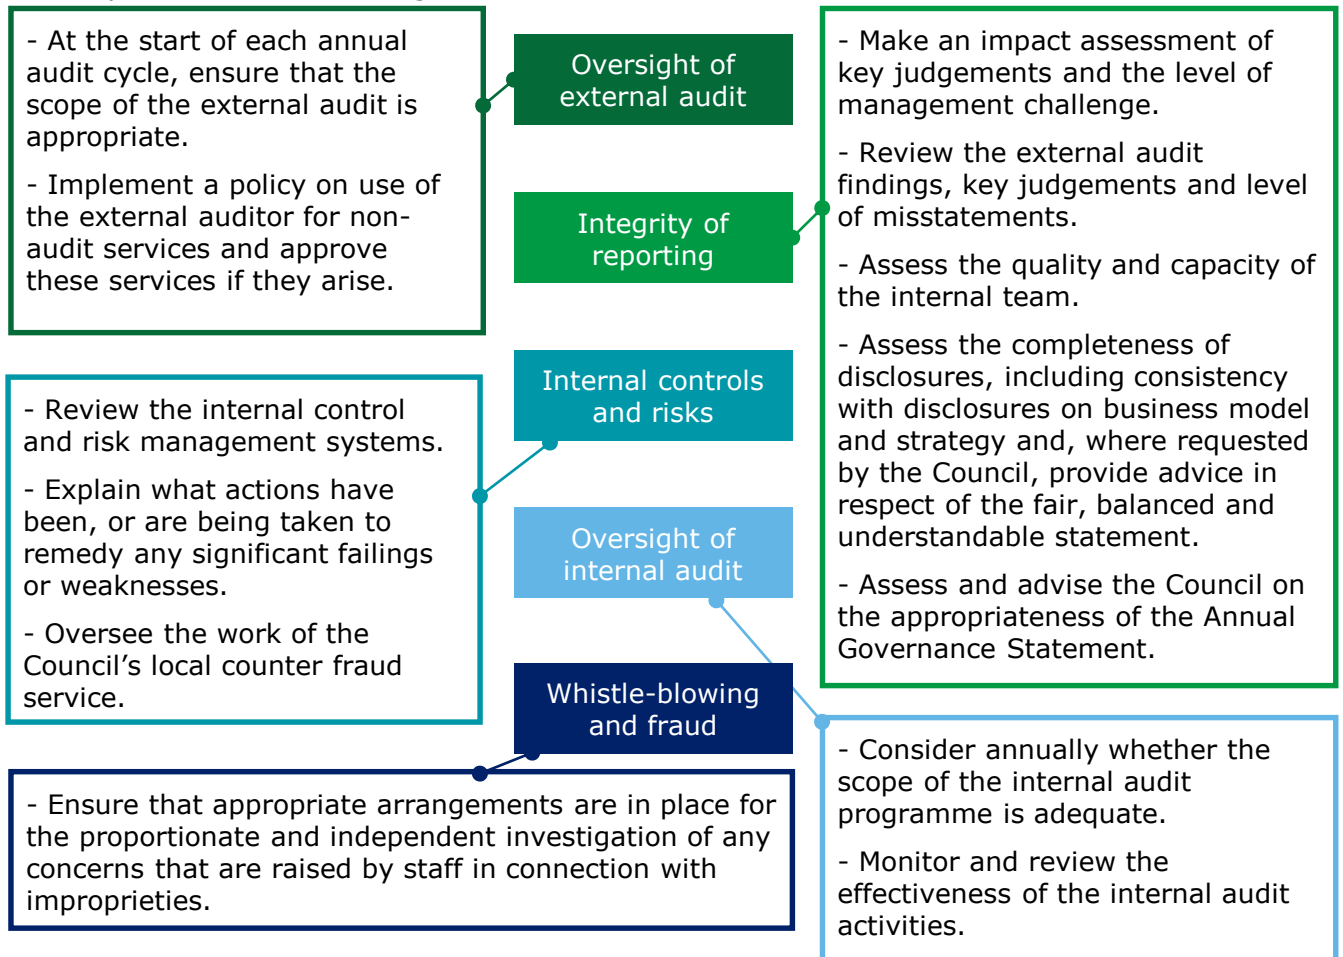 - At the start of each annual
audit cycle, ensure that the
scope of the external audit is
appropriate.
- Implement a policy on use of
the external auditor for non-
audit services and approve
these services if they arise.
Oversight of
external audit
Integrity of
reporting
- Make an impact assessment of
key judgements and the level of
management challenge.
- Review the external audit
findings, key judgements and level
of misstatements.
- Assess the quality and capacity of
the internal team.
- Assess the completeness of
disclosures, including consistency
with disclosures on business model
and strategy and, where requested
by the Council, provide advice in
respect of the fair, balanced and
understandable statement.
- Assess and advise the Council on
the appropriateness of the Annual
Governance Statement.
Internal controls
and risks
- Review the internal control
and risk management systems.
- Explain what actions have
been, or are being taken to
remedy any significant failings
or weaknesses.
- Oversee the work of the
Council’s local counter fraud
service.
Oversight of
internal audit
- Consider annually whether the
scope of the internal audit
programme is adequate.
- Monitor and review the
effectiveness of the internal audit
activities.
Whistle-blowing
and fraud
- Ensure that appropriate arrangements are in place for
the proportionate and independent investigation of any
concerns that are raised by staff in connection with
improprieties.